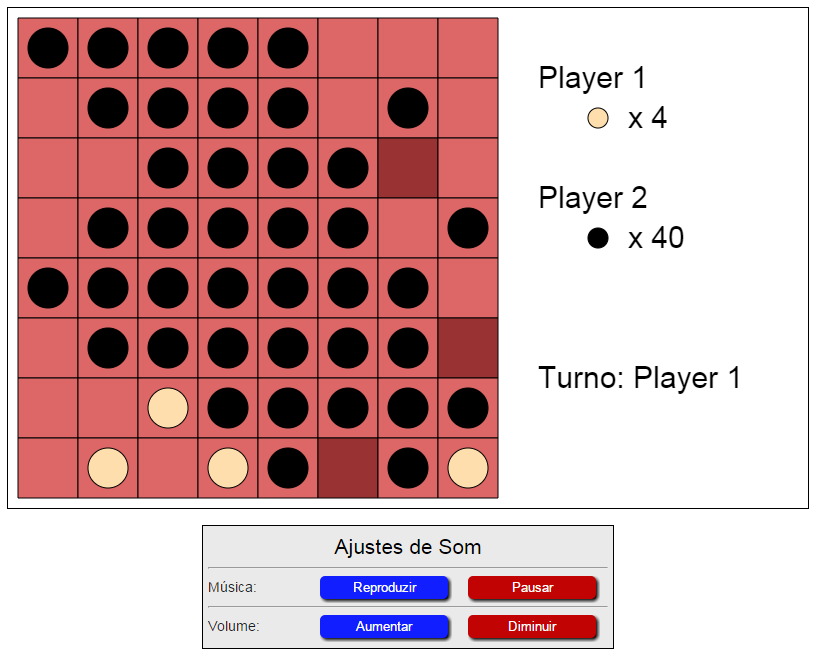 Player 1
x 4
Player 2
x 40
Turno: Player 1
Ajustes de Som
Música:
Reproduzir
Pausar
Volume:
Aumentar
Diminuir